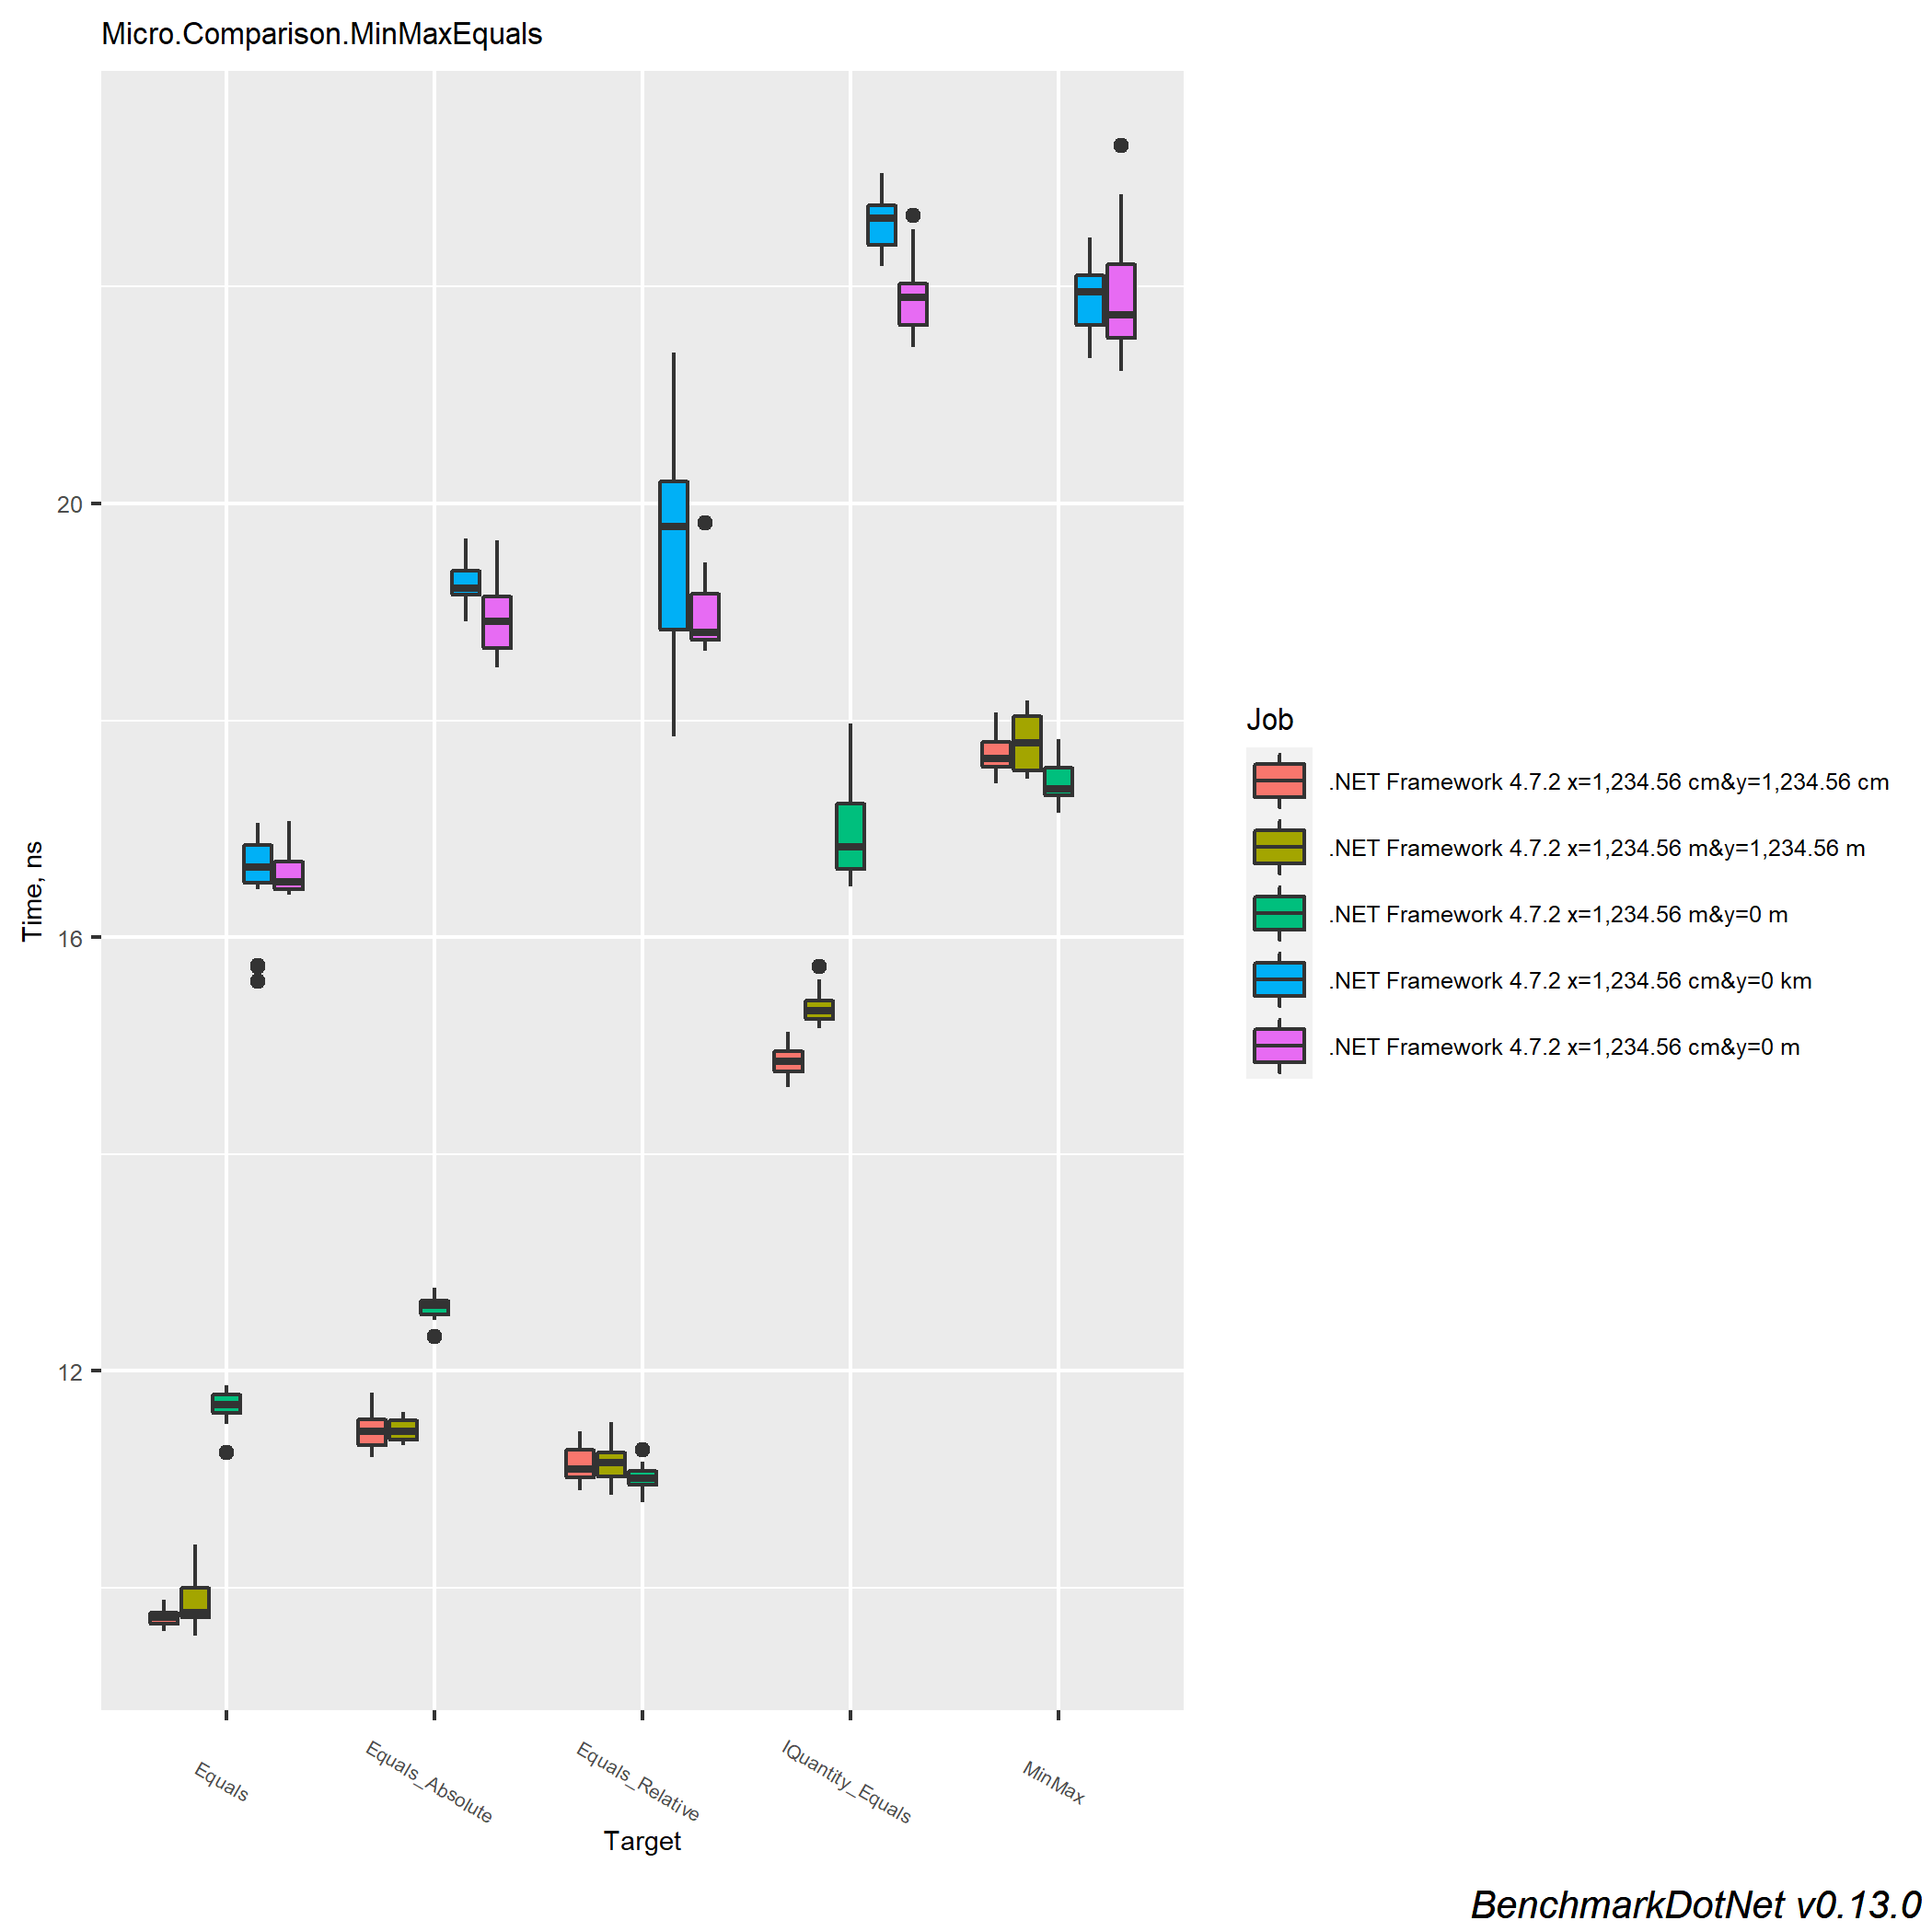 Micro.Comparison.MinMaxEquals
20
16
12
Time, ns
Equals
Equals_Absolute
Equals_Relative
IQuantity_Equals
MinMax
Target
Job
.NET Framework 4.7.2 x=1,234.56 cm&y=1,234.56 cm
.NET Framework 4.7.2 x=1,234.56 m&y=1,234.56 m
.NET Framework 4.7.2 x=1,234.56 m&y=0 m
.NET Framework 4.7.2 x=1,234.56 cm&y=0 km
.NET Framework 4.7.2 x=1,234.56 cm&y=0 m
BenchmarkDotNet v0.13.0